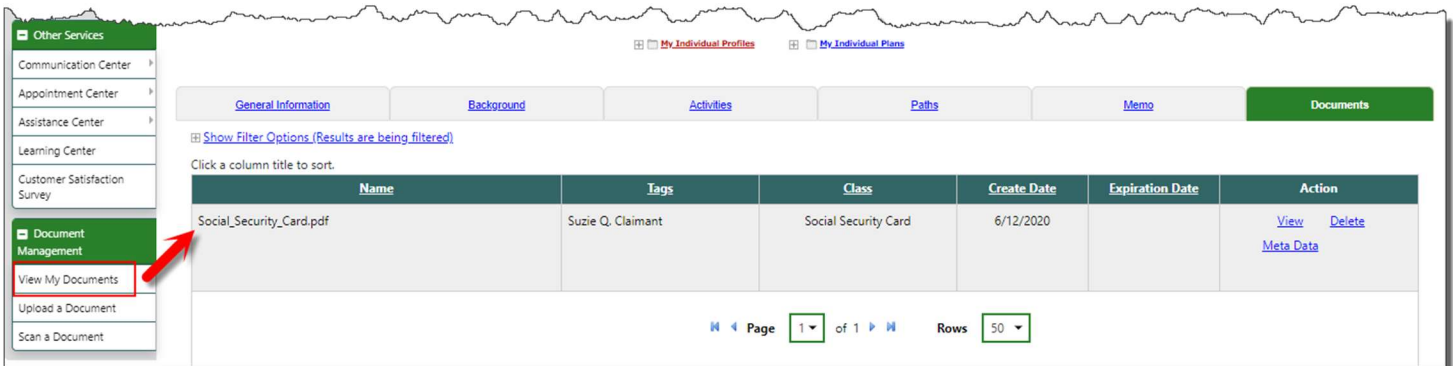 Other Services
Communication Center
Appointment Center
Assistance Center
Learning Center
Customer Satisfaction
Survey
Document
Management
View My Documents
Upload a Document
Scan a Document
My Individual Profiles My Individual Plans
General Information Background Activities Paths Memo Documents
Show Filter Options (Results are being filtered)
Click a column title to sort.
Name Tags Class Create Date Expiration Date Action
Social_Security_Card.pdf Suzie Q. Claimant Social Security Card 6/12/2020 View Delete
Meta Data
Page 1 of 1 Rows 50